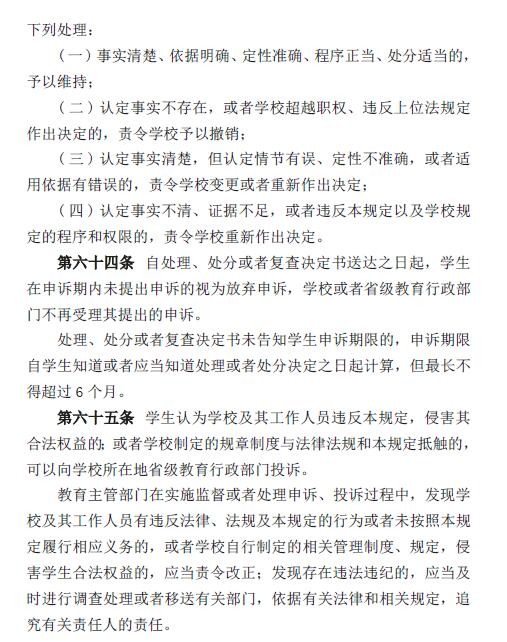 下列处理：
（一）事实清楚、依据明确、定性准确、程序正当、处分适当的，
予以维持；
（二）认定事实不存在，或者学校超越职权、违反上位法规定
作出决定的，责令学校予以撤销；
（三）认定事实清楚，但认定情节有误、定性不准确，或者适
用依据有错误的，责令学校变更或者重新作出决定；
（四）认定事实不清、证据不足，或者违反本规定以及学校规
定的程序和权限的，责令学校重新作出决定。
第六十四条 自处理、处分或者复查决定书送达之日起，学生
在申诉期内未提出申诉的视为放弃申诉，学校或者省级教育行政部
门不再受理其提出的申诉。
处理、处分或者复查决定书未告知学生申诉期限的，申诉期限
自学生知道或者应当知道处理或者处分决定之日起计算，但最长不
得超过 6 个月。
第六十五条 学生认为学校及其工作人员违反本规定，侵害其
合法权益的；或者学校制定的规章制度与法律法规和本规定抵触的，
可以向学校所在地省级教育行政部门投诉。
教育主管部门在实施监督或者处理申诉、投诉过程中，发现学
校及其工作人员有违反法律、法规及本规定的行为或者未按照本规
定履行相应义务的，或者学校自行制定的相关管理制度、规定，侵
害学生合法权益的，应当责令改正；发现存在违法违纪的，应当及
时进行调查处理或者移送有关部门，依据有关法律和相关规定，追
究有关责任人的责任。